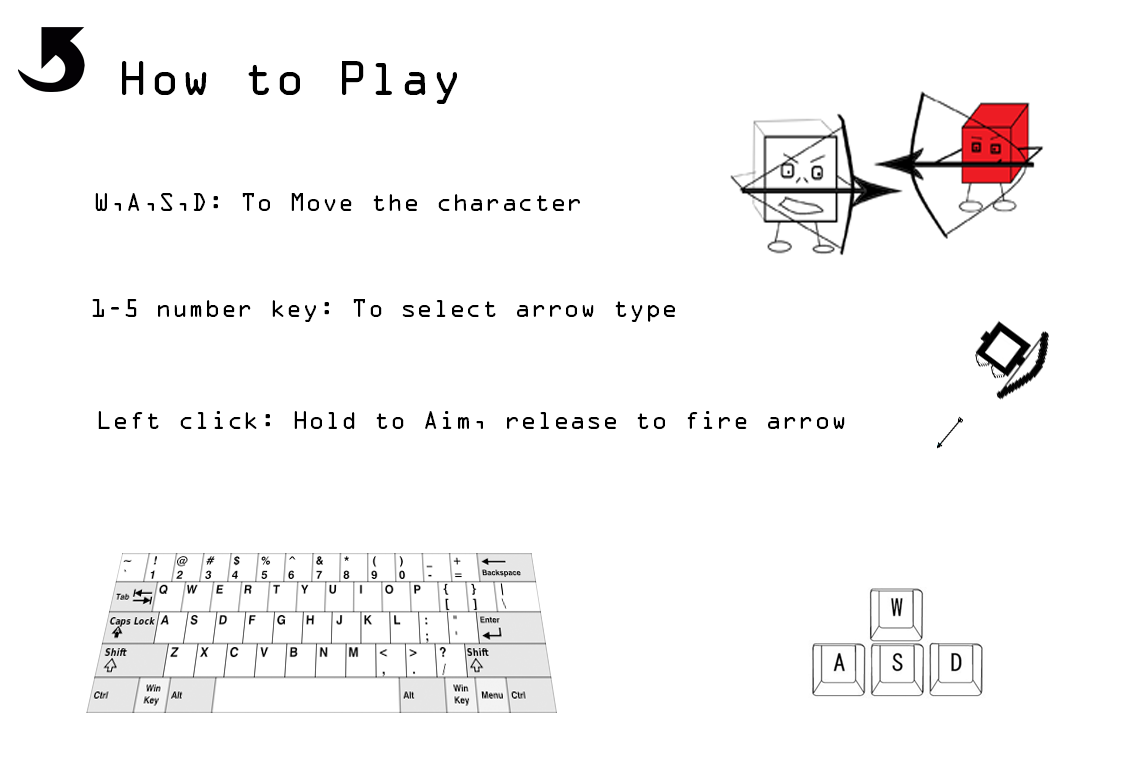 How to Play
W,A,S,D: To Move the character
1-5 number key: To select arrow type
Left click: Hold to Aim, release to fire arrow
~ ! @ # $ % ^ & * ( ) _ +
` 1 2 3 4 5 6 7 8 9 0 - = Backspace
Tab Q W E R T Y U I O P { } |
[ ] \
Caps Lock A S D F G H J K L : " Enter
; '
Shift Z X C V B N M < > ? Shift
, . /
Ctrl Win Key Alt Alt Win Key Menu Ctrl
W
A S D